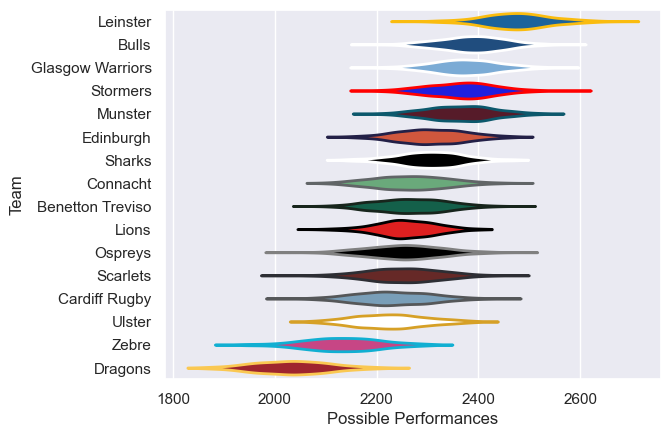 Leinster
Bulls
Glasgow Warriors
Stormers
Munster
Edinburgh
Sharks
Connacht
Benetton Treviso
Lions
Ospreys
Scarlets
Cardiff Rugby
Ulster
Zebre
Dragons
Team
1800 2000 2200 2400 2600
Possible Performances